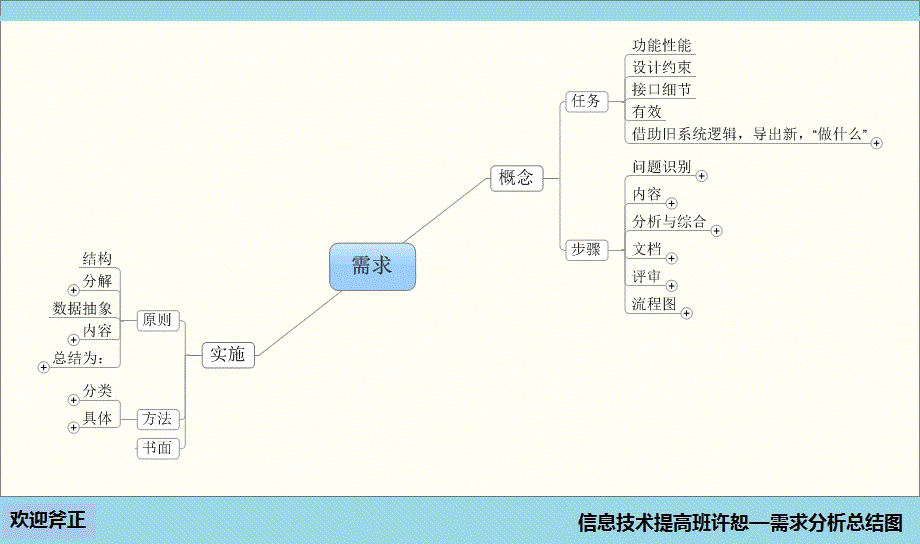 功能性能
设计约束
接口细节
有效
借助旧系统逻辑，导出新，“做什么”
任务
概念
问题识别
内容
分析与综合
文档
评审
流程图
步骤
需求
结构
分解
数据抽象
内容
总结为：
原则
实施
分类
具体
方法
书面
欢迎斧正
信息技术提高班许恕—需求分析总结图